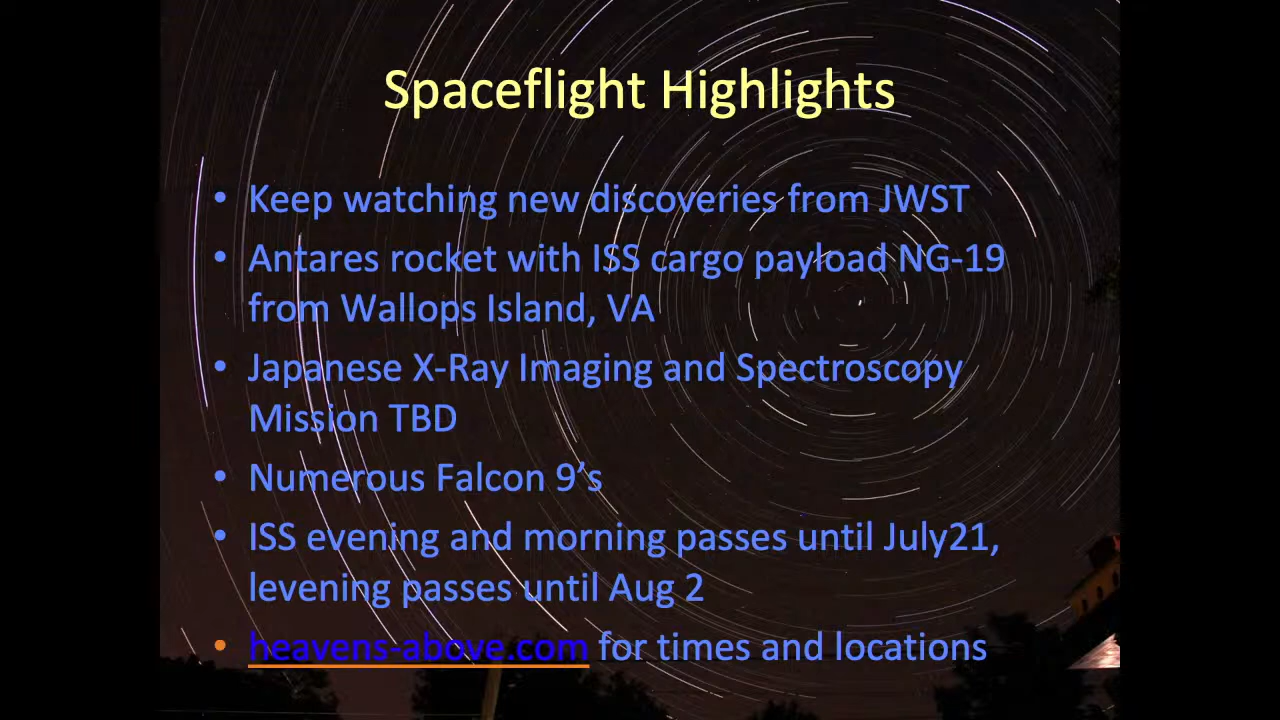 Spaceflight Highlights
• Keep watching new discoveries from JWST
• Antares rocket with ISS cargo payload NG-19
from Wallops Island, VA
• Japanese X-Ray Imaging and Spectroscopy
Mission TBD
• Numerous Falcon 9’s
• ISS evening and morning passes until July21,
levening passes until Aug 2
• heavens-above.com for times and locations